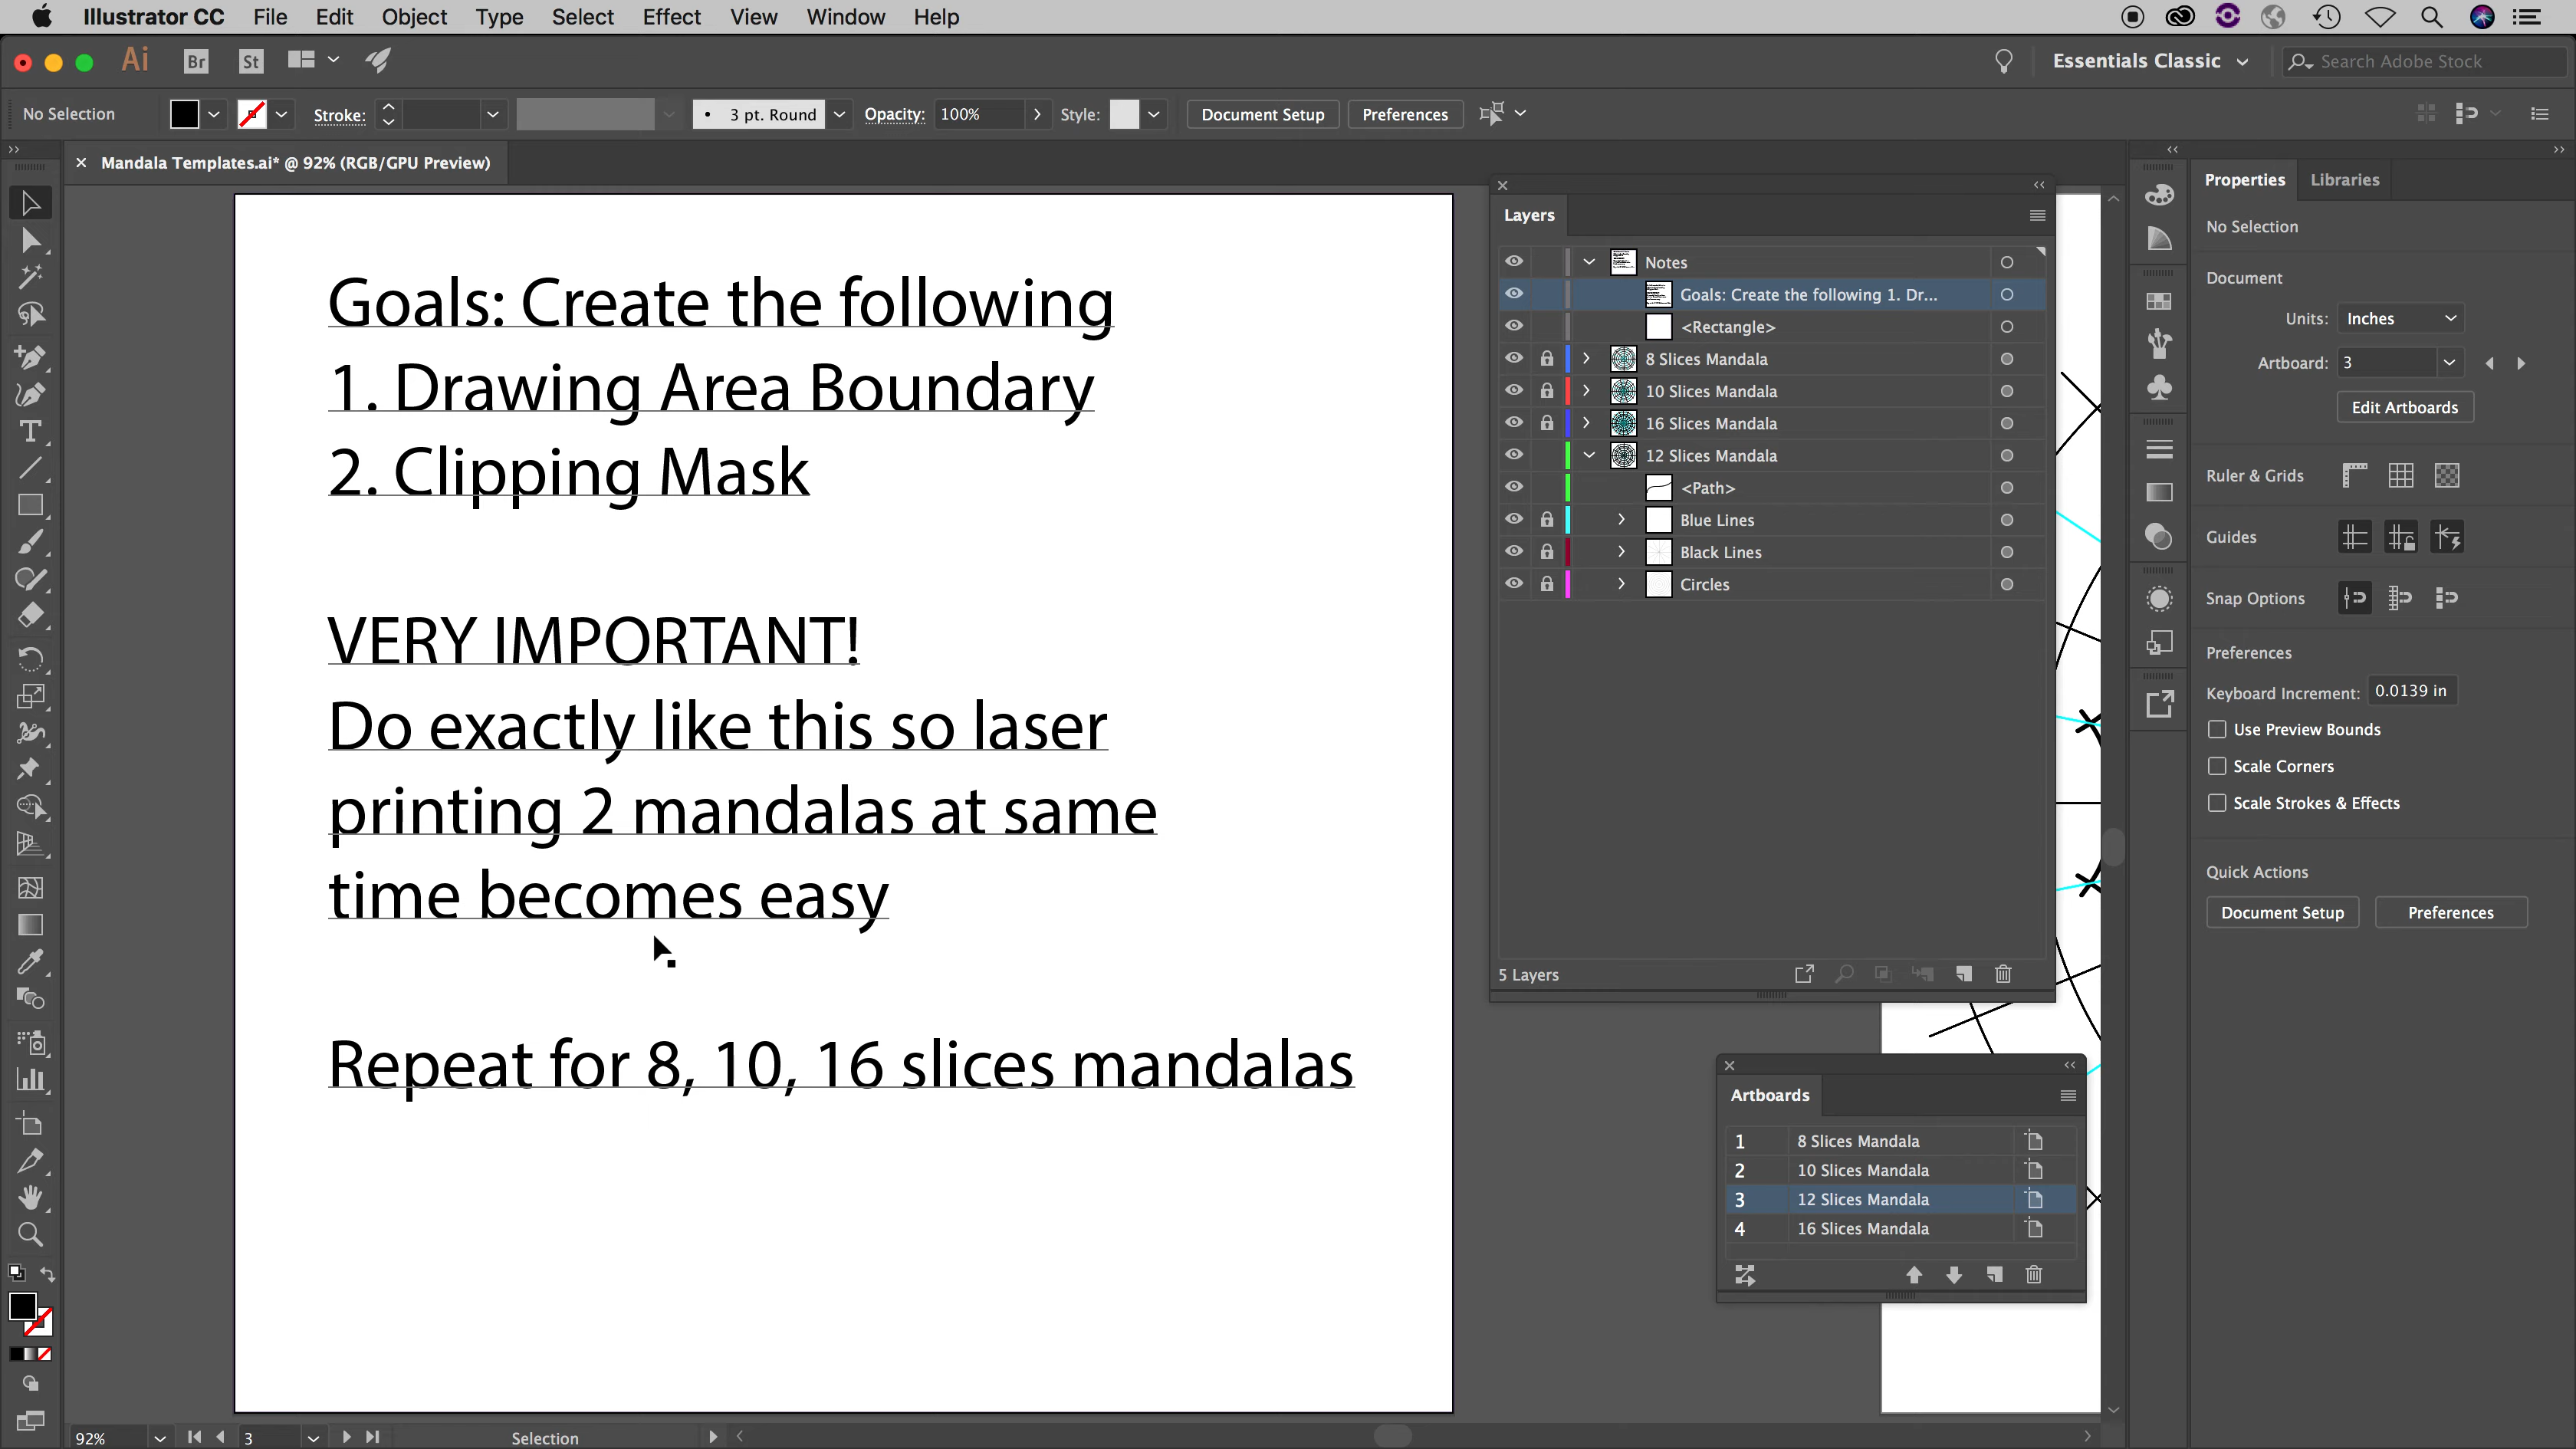 Illustrator CC File Edit Object Type Select Effect View Window Help
Ai Br St Essentials Classic Search Adobe Stock
No Selection Stroke: 3 pt. Round Opacity: 100% Style: Document Setup Preferences
Mandala Templates.ai* @ 92% (RGB/GPU Preview)
Goals: Create the following
1. Drawing Area Boundary
2. Clipping Mask
VERY IMPORTANT!
Do exactly like this so laser
printing 2 mandalas at same
time becomes easy
Repeat for 8, 10, 16 slices mandalas
Layers
Notes
Goals: Create the following 1. Dr...
<Rectangle>
8 Slices Mandala
10 Slices Mandala
16 Slices Mandala
12 Slices Mandala
<Path>
Blue Lines
Black Lines
Circles
5 Layers
Artboards
1 8 Slices Mandala
2 10 Slices Mandala
3 12 Slices Mandala
4 16 Slices Mandala
Properties Libraries
No Selection
Document
Units: Inches
Artboard: 3
Edit Artboards
Ruler & Grids
Guides
Snap Options
Preferences
Keyboard Increment: 0.0139 in
Use Preview Bounds
Scale Corners
Scale Strokes & Effects
Quick Actions
Document Setup Preferences
92% 3 Selection